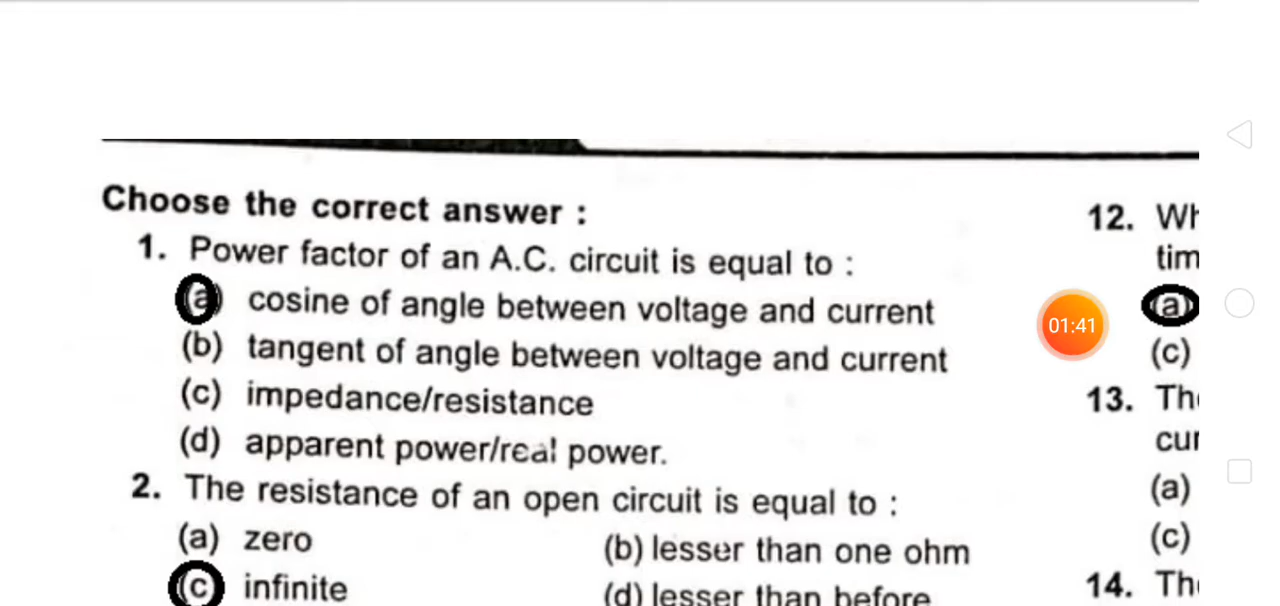 Choose the correct answer :
1. Power factor of an A.C. circuit is equal to :
(a) cosine of angle between voltage and current
(b) tangent of angle between voltage and current
(c) impedance/resistance
(d) apparent power/real power.
2. The resistance of an open circuit is equal to :
(a) zero (b) lesser than one ohm
(c) infinite (d) lesser than before
12.
(a)
(c)
13.
(a)
(c)
14.
01:41